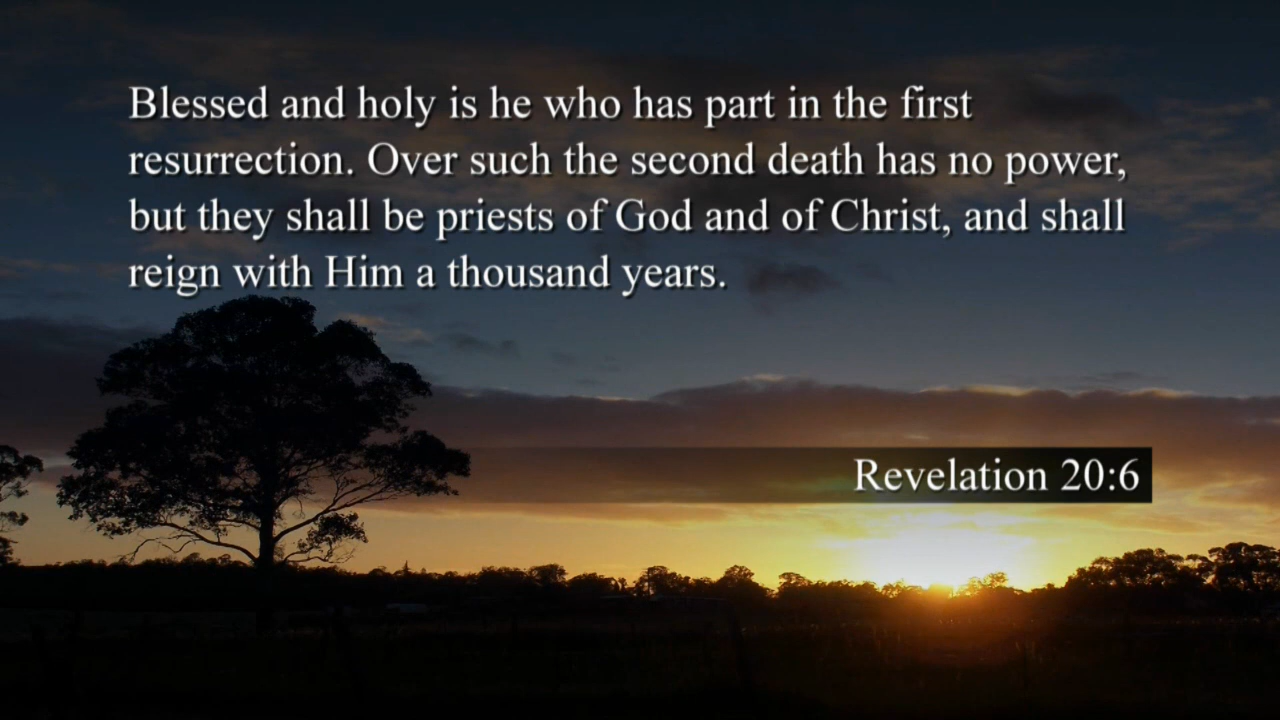 Blessed and holy is he who has part in the first
resurrection. Over such the second death has no power,
but they shall be priests of God and of Christ, and shall
reign with Him a thousand years.
Revelation 20:6